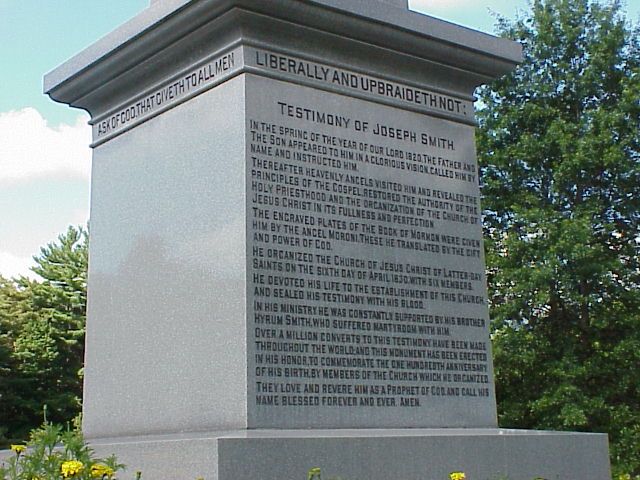 ASK OF GOD, THAT GIVETH TO ALL MEN
LIBERALLY AND UPBRAIDETH NOT:
TESTIMONY OF JOSEPH SMITH
IN THE SPRING OF THE YEAR OF OUR LORD 1820, THE FATHER AND
THE SON APPEARED TO HIM IN A GLORIOUS VISION, CALLED HIM BY
NAME AND INSTRUCTED HIM.
THEREAFTER HEAVENLY ANGELS VISITED HIM AND REVEALED THE
PRINCIPLES OF THE GOSPEL, RESTORED THE AUTHORITY OF THE
HOLY PRIESTHOOD AND THE ORGANIZATION OF THE CHURCH OF
JESUS CHRIST IN ITS FULLNESS AND PERFECTION.
THE ENGRAVED PLATES OF THE BOOK OF MORMON WERE GIVEN
HIM BY THE ANGEL MORONI. THESE HE TRANSLATED BY THE GIFT
AND POWER OF GOD.
HE ORGANIZED THE CHURCH OF JESUS CHRIST OF LATTER-DAY
SAINTS ON THE SIXTH DAY OF APRIL 1830, WITH SIX MEMBERS.
HE DEVOTED HIS LIFE TO THE ESTABLISHMENT OF THIS CHURCH,
AND SEALED HIS TESTIMONY WITH HIS BLOOD.
IN HIS MINISTRY HE WAS CONSTANTLY SUPPORTED BY HIS BROTHER
HYRUM SMITH, WHO SUFFERED MARTYRDOM WITH HIM.
OVER A MILLION CONVERTS TO THIS TESTIMONY HAVE BEEN MADE
THROUGHOUT THE WORLD; AND THIS MONUMENT HAS BEEN ERECTED
IN HIS HONOUR, TO COMMEMORATE THE ONE HUNDREDTH ANNIVERSARY
OF HIS BIRTH, BY MEMBERS OF THE CHURCH WHICH HE ORGANIZED.
THEY LOVE AND REVERE HIM AS A PROPHET OF GOD, AND CALL HIS
NAME BLESSED FOREVER AND EVER. AMEN.